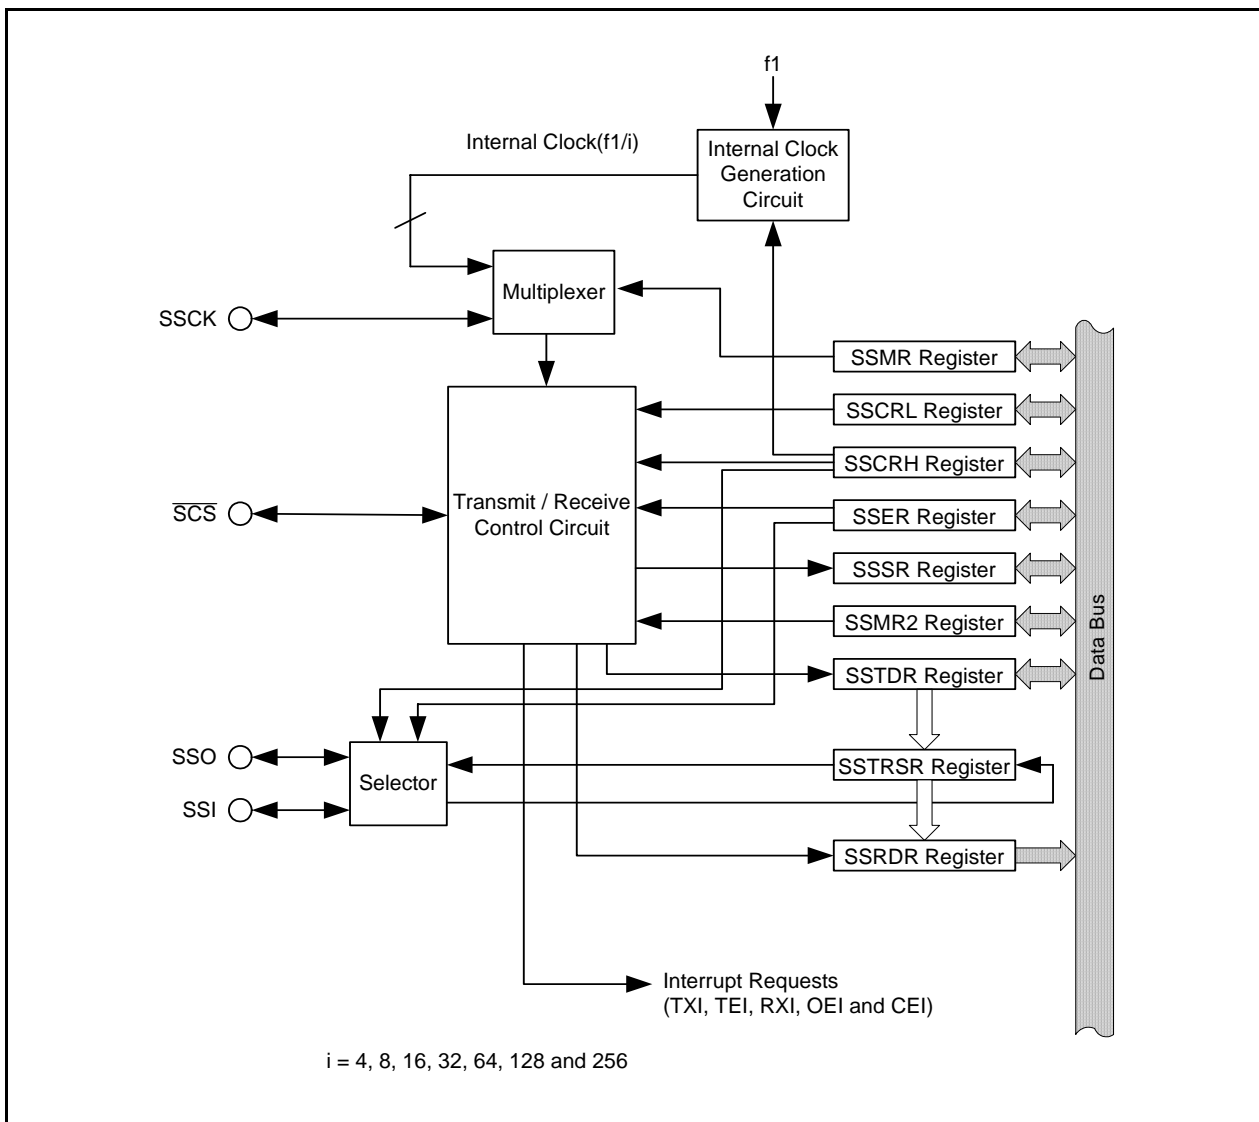 f1
Internal Clock(f1/i)
Internal Clock
Generation
Circuit
Multiplexer
SSCK
SSMR Register
SSCRL Register
SSCRH Register
SCS
Transmit / Receive
Control Circuit
SSER Register
SSSR Register
SSMR2 Register
SSTDR Register
Data Bus
SSO
SSI
Selector
SSTRSR Register
SSRDR Register
Interrupt Requests
(TXI, TEI, RXI, OEI and CEI)
i = 4, 8, 16, 32, 64, 128 and 256